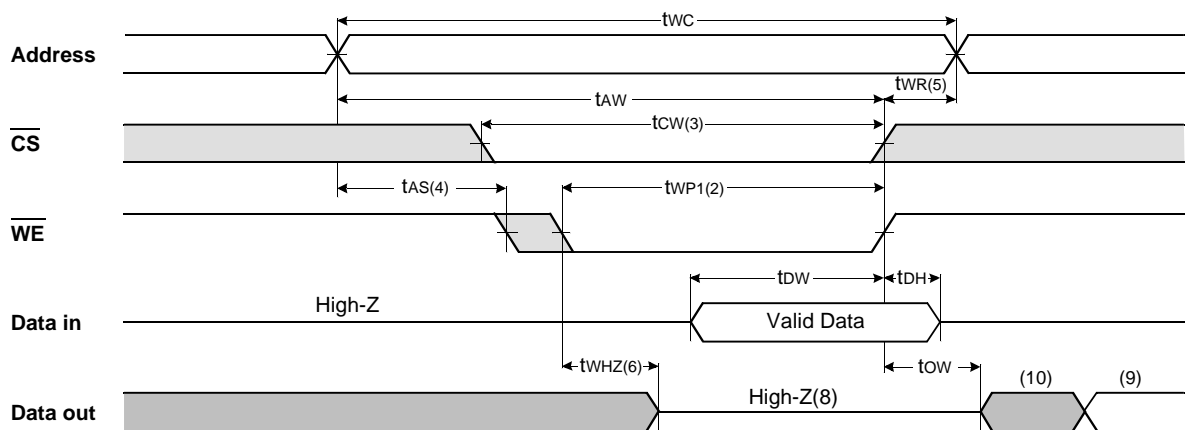 tWC
Address
tWR(5)
tAW
tCW(3)
CS
tAS(4)
tWP1(2)
WE
tDW
tDH
High-Z
Data in
Valid Data
tWHZ(6)
tOW
(10)
(9)
High-Z(8)
Data out